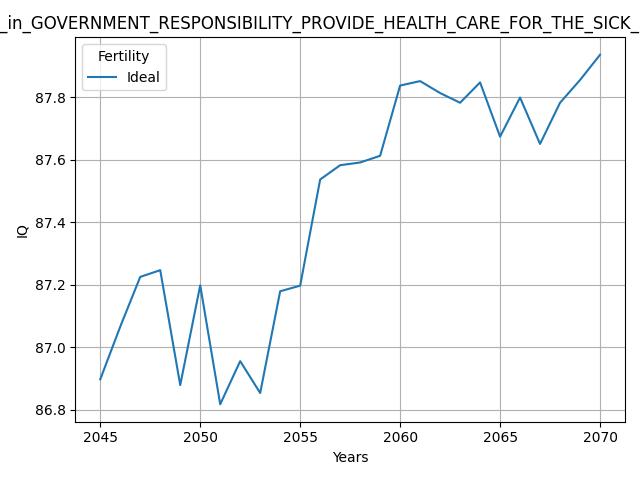 _in_GOVERNMENT_RESPONSIBILITY_PROVIDE_HEALTH_CARE_FOR_THE_SICK_
Fertility
Ideal
87.8
87.6
87.4
87.2
87.0
86.8
IQ
2045 2050 2055 2060 2065 2070
Years